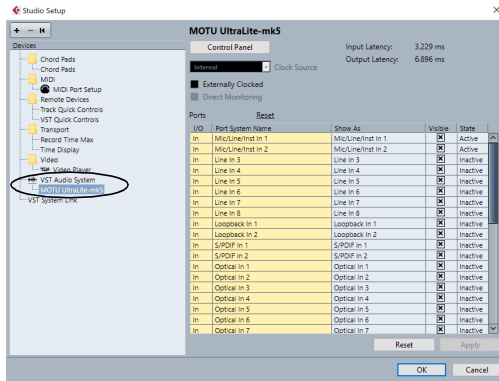 Studio Setup
Devices
Chord Pads
Chord Pads
MIDI
MIDI Port Setup
Remote Devices
Track Quick Controls
VST Quick Controls
Transport
Record Time Max
Time Display
Video
Video Player
VST Audio System
MOTU UltraLite-mk5
VST System Link
MOTU UltraLite-mk5
Control Panel
Input Latency: 3.229 ms
Output Latency: 6.896 ms
Internal Clock Source
Externally Clocked
Direct Monitoring
Ports Reset
I/O Port System Name Show As Visible State
In Mic/Line/Inst In 1 Mic/Line/Inst In 1 Active
In Mic/Line/Inst In 2 Mic/Line/Inst In 2 Active
In Line In 3 Line In 3 Inactive
In Line In 4 Line In 4 Inactive
In Line In 5 Line In 5 Inactive
In Line In 6 Line In 6 Inactive
In Line In 7 Line In 7 Inactive
In Line In 8 Line In 8 Inactive
In Loopback In 1 Loopback In 1 Inactive
In Loopback In 2 Loopback In 2 Inactive
In S/PDIF In 1 S/PDIF In 1 Inactive
In S/PDIF In 2 S/PDIF In 2 Inactive
In Optical In 1 Optical In 1 Inactive
In Optical In 2 Optical In 2 Inactive
In Optical In 3 Optical In 3 Inactive
In Optical In 4 Optical In 4 Inactive
In Optical In 5 Optical In 5 Inactive
In Optical In 6 Optical In 6 Inactive
In Optical In 7 Optical In 7 Inactive
Reset Apply
OK Cancel